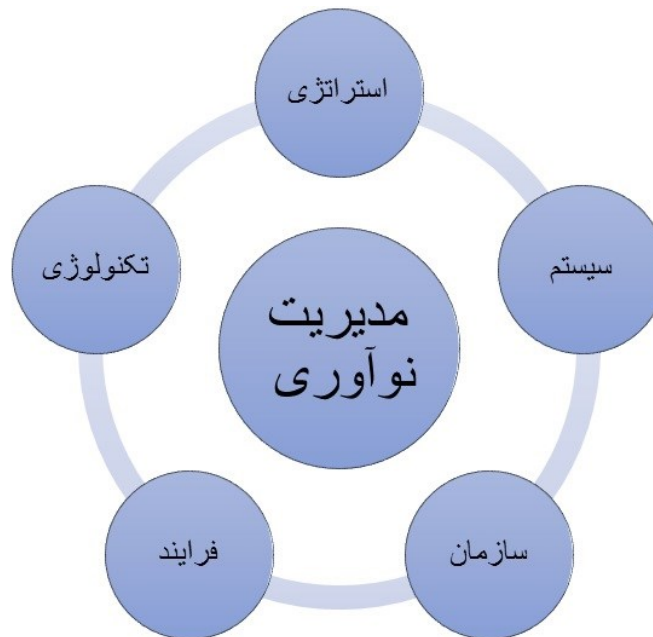 استراتژی
سیستم
سازمان
فرایند
تکنولوژی
مدیریت
نوآوری